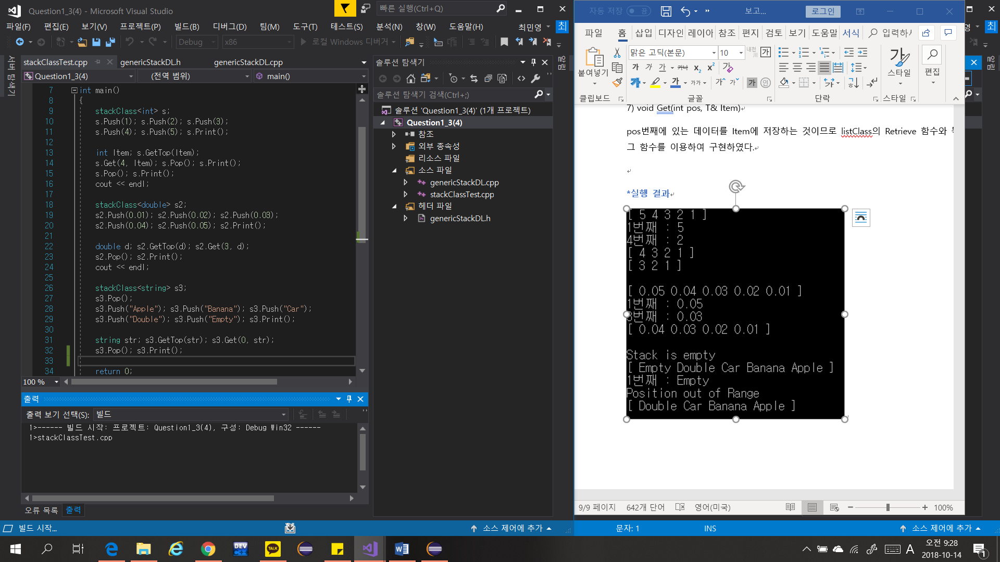 Question1_3(4) - Microsoft Visual Studio
빠른 실행(Ctrl+Q)
파일(F) 편집(E) 보기(V) 프로젝트(P) 빌드(B) 디버그(D) 팀(M) 도구(T) 테스트(S) 분석(N) 창(W) 도움말(H) 최민영 최
Debug x86 로컬 Windows 디버거
서버 탐색기
stackClassTest.cpp genericStackDL.h genericStackDL.cpp
Question1_3(4) (전역 범위) main()
7 int main()
8 {
9 stackClass<int> s;
10 s.Push(1); s.Push(2); s.Push(3);
11 s.Push(4); s.Push(5); s.Print();
12
13 int Item; s.GetTop(Item);
14 s.Get(4, Item); s.Pop(); s.Print();
15 s.Pop(); s.Print();
16 cout << endl;
17
18 stackClass<double> s2;
19 s2.Push(0.01); s2.Push(0.02); s2.Push(0.03);
20 s2.Push(0.04); s2.Push(0.05); s2.Print();
21
22 double d; s2.GetTop(d); s2.Get(3, d);
23 s2.Pop(); s2.Print();
24 cout << endl;
25
26 stackClass<string> s3;
27 s3.Pop();
28 s3.Push("Apple"); s3.Push("Banana"); s3.Push("Car");
29 s3.Push("Double"); s3.Push("Empty"); s3.Print();
30
31 string str; s3.GetTop(str); s3.Get(0, str);
32 s3.Pop(); s3.Print();
33
34 return 0;
100 %
출력
출력 보기 선택(S): 빌드
1>------ 빌드 시작: 프로젝트: Question1_3(4), 구성: Debug Win32 ------
1>stackClassTest.cpp
오류 목록 출력
빌드 시작...
소스 제어에 추가
솔루션 탐색기
솔루션 탐색기 검색(Ctrl+;)
솔루션 'Question1_3(4)' (1개 프로젝트)
Question1_3(4)
참조
외부 종속성
리소스 파일
소스 파일
genericStackDL.cpp
stackClassTest.cpp
헤더 파일
genericStackDL.h
알림
자동 저장 끔 보고... 로그인
파일 홈 삽입 디자인 레이아 참조 편지 검토 보기 도움말 서식 입력하
맑은 고딕(본문) 10
붙여넣기
가 가 가 가나 X₂ X²
스타일
편집
클립보드 글꼴 단락 스타일
7) void Get(int pos, T& Item)
pos번째에 있는 데이터를 Item에 저장하는 것이므로 listClass의 Retrieve 함수와
그 함수를 이용하여 구현하였다.
*실행 결과
[ 5 4 3 2 1 ]
1번째 : 5
4번째 : 2
[ 4 3 2 1 ]
[ 3 2 1 ]
[ 0.05 0.04 0.03 0.02 0.01 ]
1번째 : 0.05
3번째 : 0.03
[ 0.04 0.03 0.02 0.01 ]
Stack is empty
[ Empty Double Car Banana Apple ]
1번째 : Empty
Position out of Range
[ Double Car Banana Apple ]
9/9 페이지 642개 단어 영어(미국) 100%
영 최
알림
문자: 1 INS 소스 제어에 추가
DEV C++
TALK
A
오전 9:28
2018-10-14
1